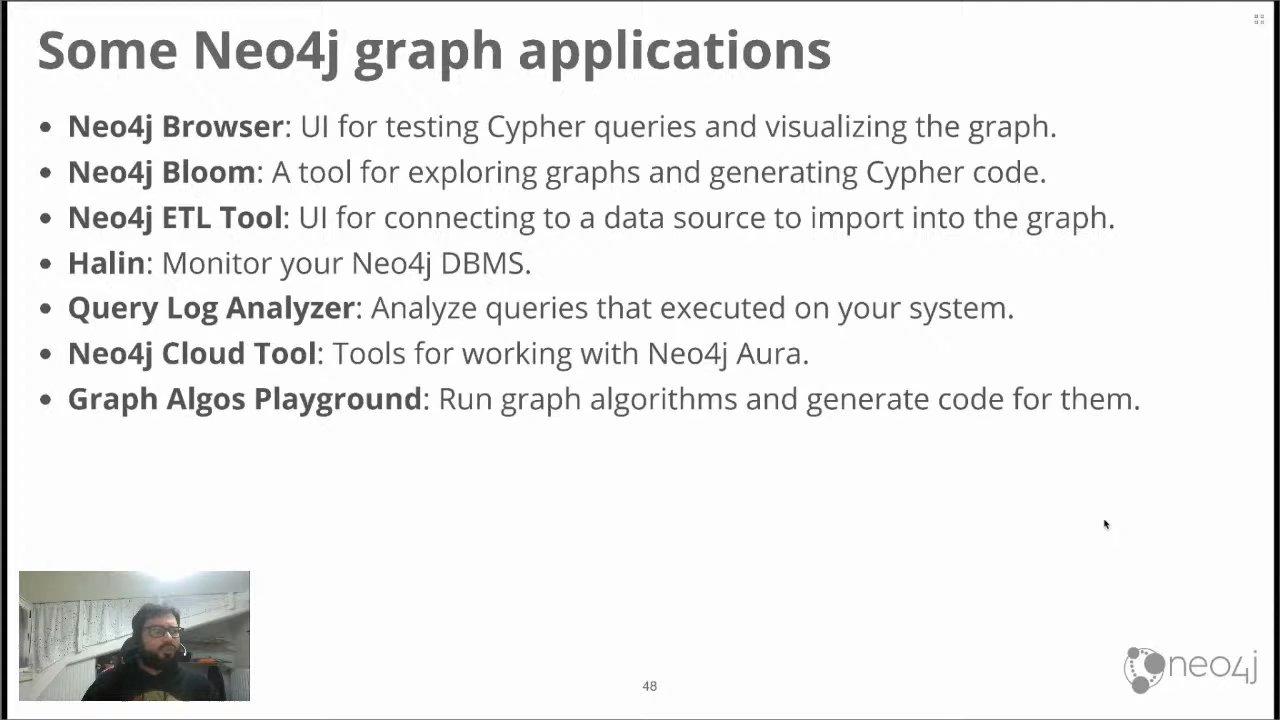 Some Neo4j graph applications
• Neo4j Browser: UI for testing Cypher queries and visualizing the graph.
• Neo4j Bloom: A tool for exploring graphs and generating Cypher code.
• Neo4j ETL Tool: UI for connecting to a data source to import into the graph.
• Halin: Monitor your Neo4j DBMS.
• Query Log Analyzer: Analyze queries that executed on your system.
• Neo4j Cloud Tool: Tools for working with Neo4j Aura.
• Graph Algos Playground: Run graph algorithms and generate code for them.
48
neo4j